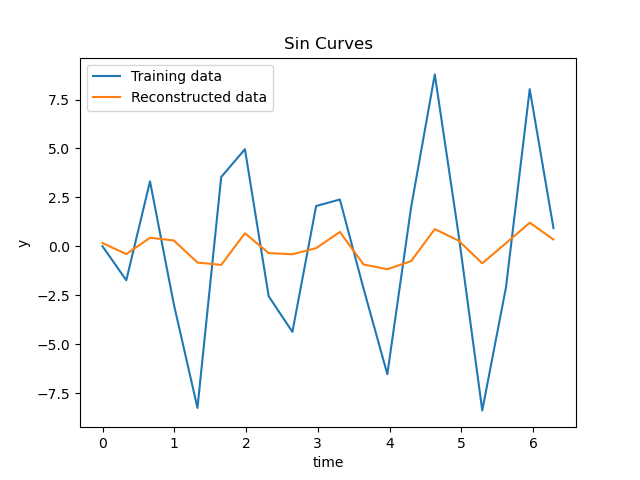 Sin Curves
Training data
Reconstructed data
7.5
5.0
2.5
0.0
−2.5
−5.0
−7.5
y
0 1 2 3 4 5 6
time